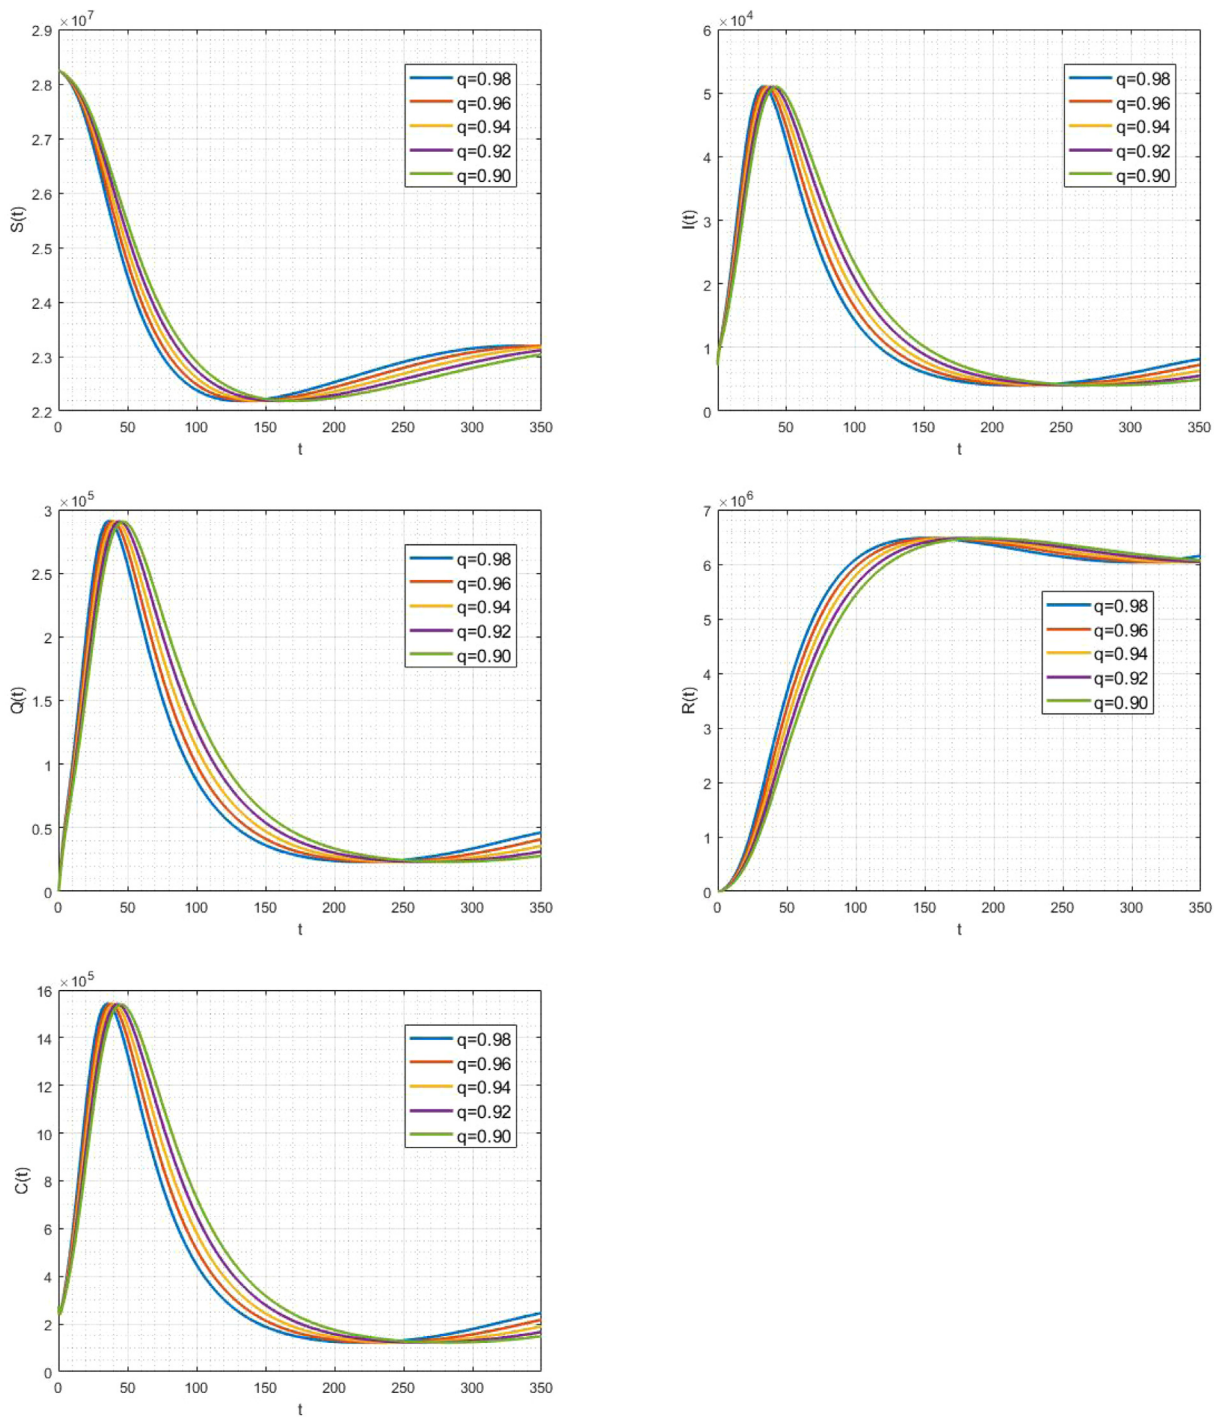 ×10^7
2.9
2.8
2.7
2.6
2.5
2.4
2.3
2.2
S(t)
0 50 100 150 200 250 300 350
t
q=0.98
q=0.96
q=0.94
q=0.92
q=0.90
×10^4
6
5
4
3
2
1
0
I(t)
0 50 100 150 200 250 300 350
t
q=0.98
q=0.96
q=0.94
q=0.92
q=0.90
×10^5
3
2.5
2
1.5
1
0.5
0
Q(t)
0 50 100 150 200 250 300 350
t
q=0.98
q=0.96
q=0.94
q=0.92
q=0.90
×10^6
7
6
5
4
3
2
1
0
R(t)
0 50 100 150 200 250 300 350
t
q=0.98
q=0.96
q=0.94
q=0.92
q=0.90
×10^5
16
14
12
10
8
6
4
2
0
C(t)
0 50 100 150 200 250 300 350
t
q=0.98
q=0.96
q=0.94
q=0.92
q=0.90